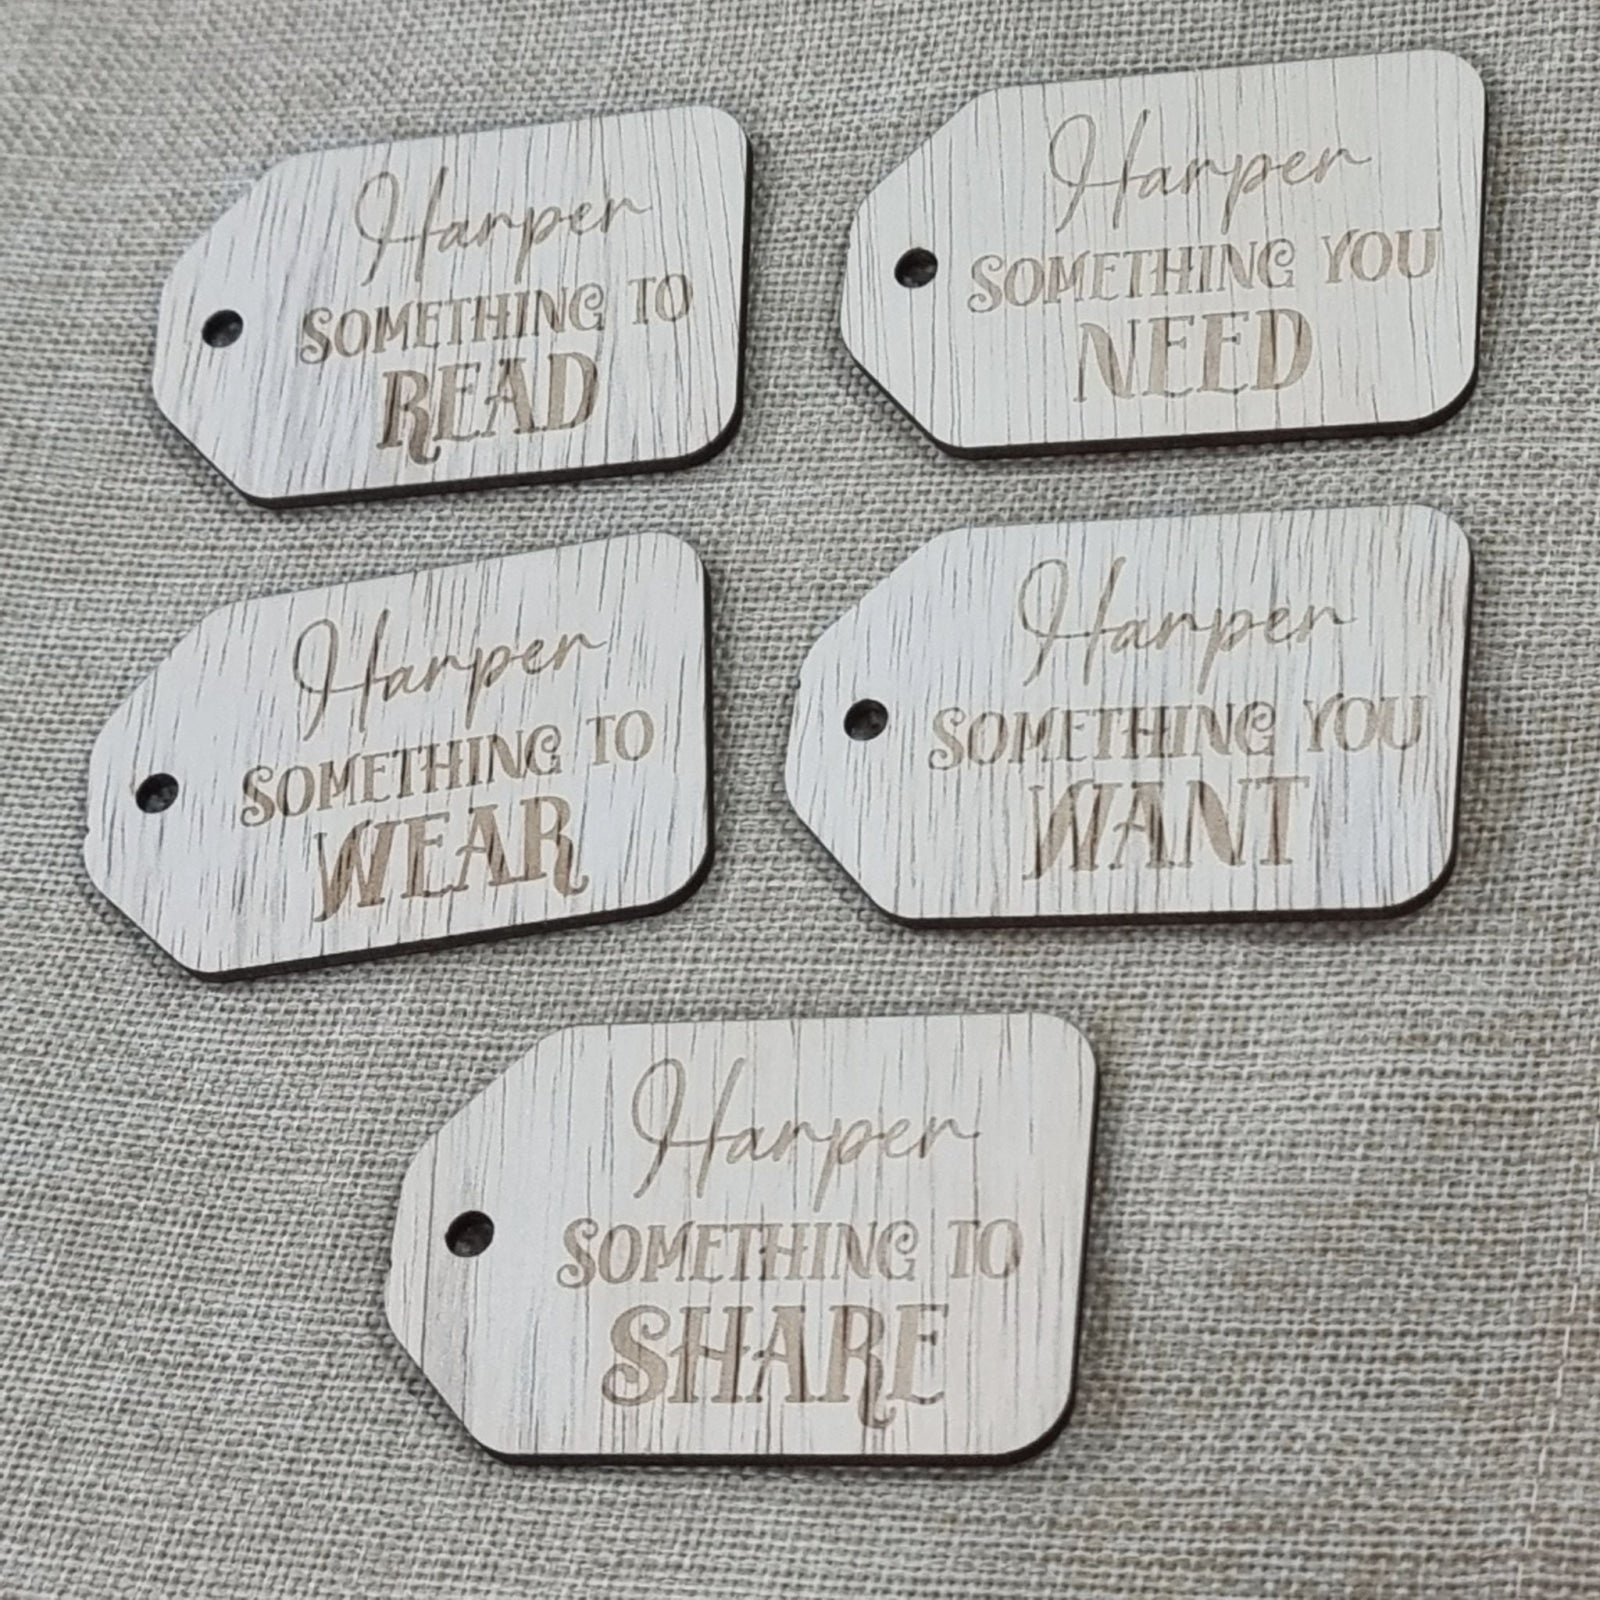 Harper
SOMETHING TO
READ
Harper
SOMETHING YOU
NEED
Harper
SOMETHING TO
WEAR
Harper
SOMETHING YOU
WANT
Harper
SOMETHING TO
SHARE